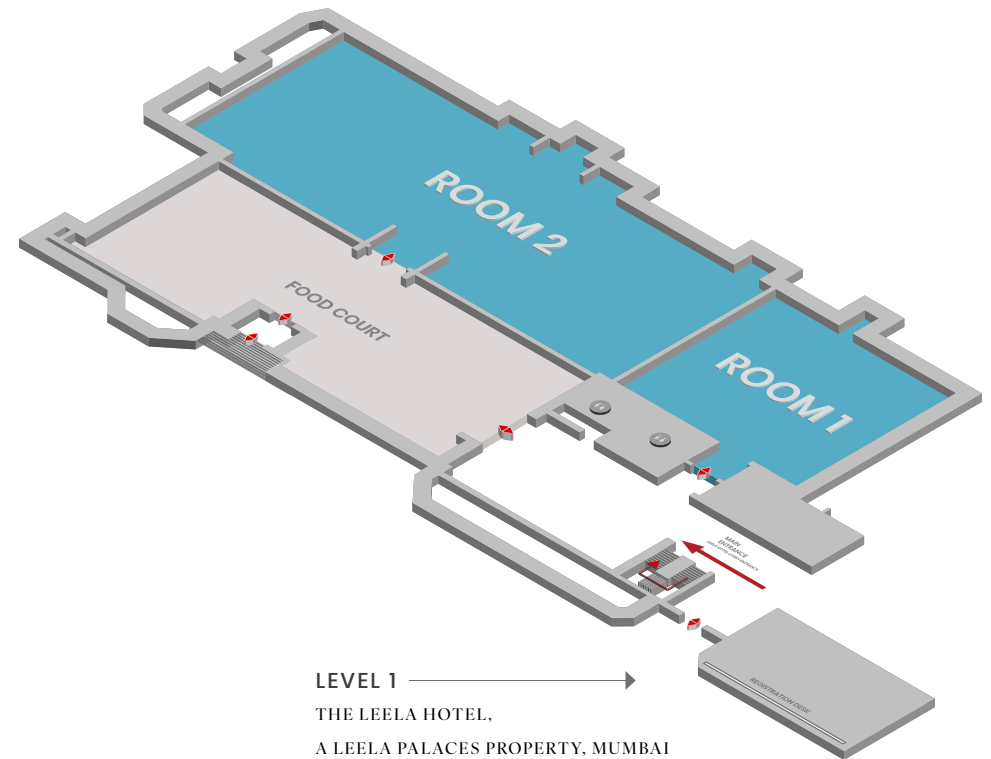 ROOM 2
FOOD COURT
ROOM 1
MAIN
ENTRANCE
REGISTRATION DESK
LEVEL 1
THE LEELA HOTEL,
A LEELA PALACES PROPERTY, MUMBAI